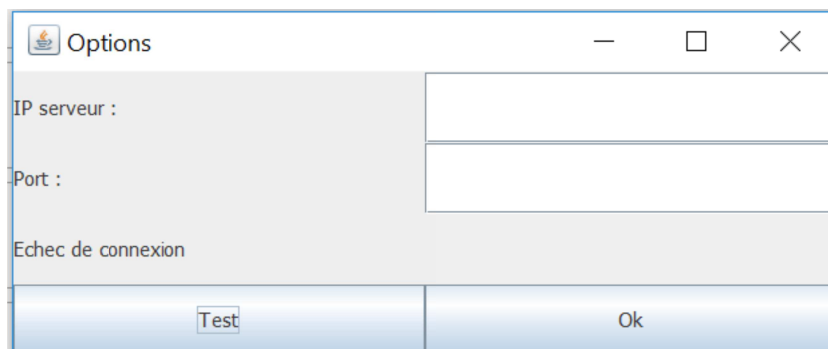 Options
IP serveur :
Port :
Echec de connexion
Test
Ok